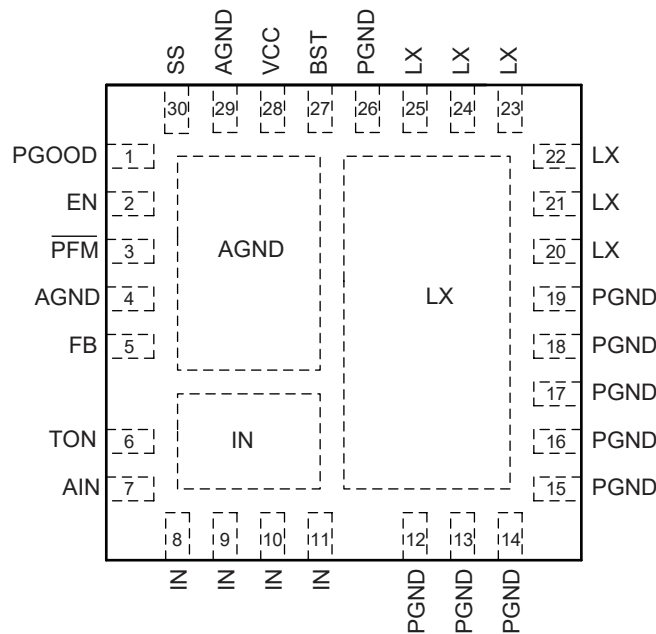 SS AGND VCC BST PGND LX LX LX
30 29 28 27 26 25 24 23
PGOOD 1 22 LX
EN 2 21 LX
PFM 3 20 LX
AGND 4 19 PGND
FB 5 18 PGND
17 PGND
TON 6 16 PGND
AIN 7 15 PGND
AGND
LX
IN
8 9 10 11 12 13 14
IN IN IN IN PGND PGND PGND